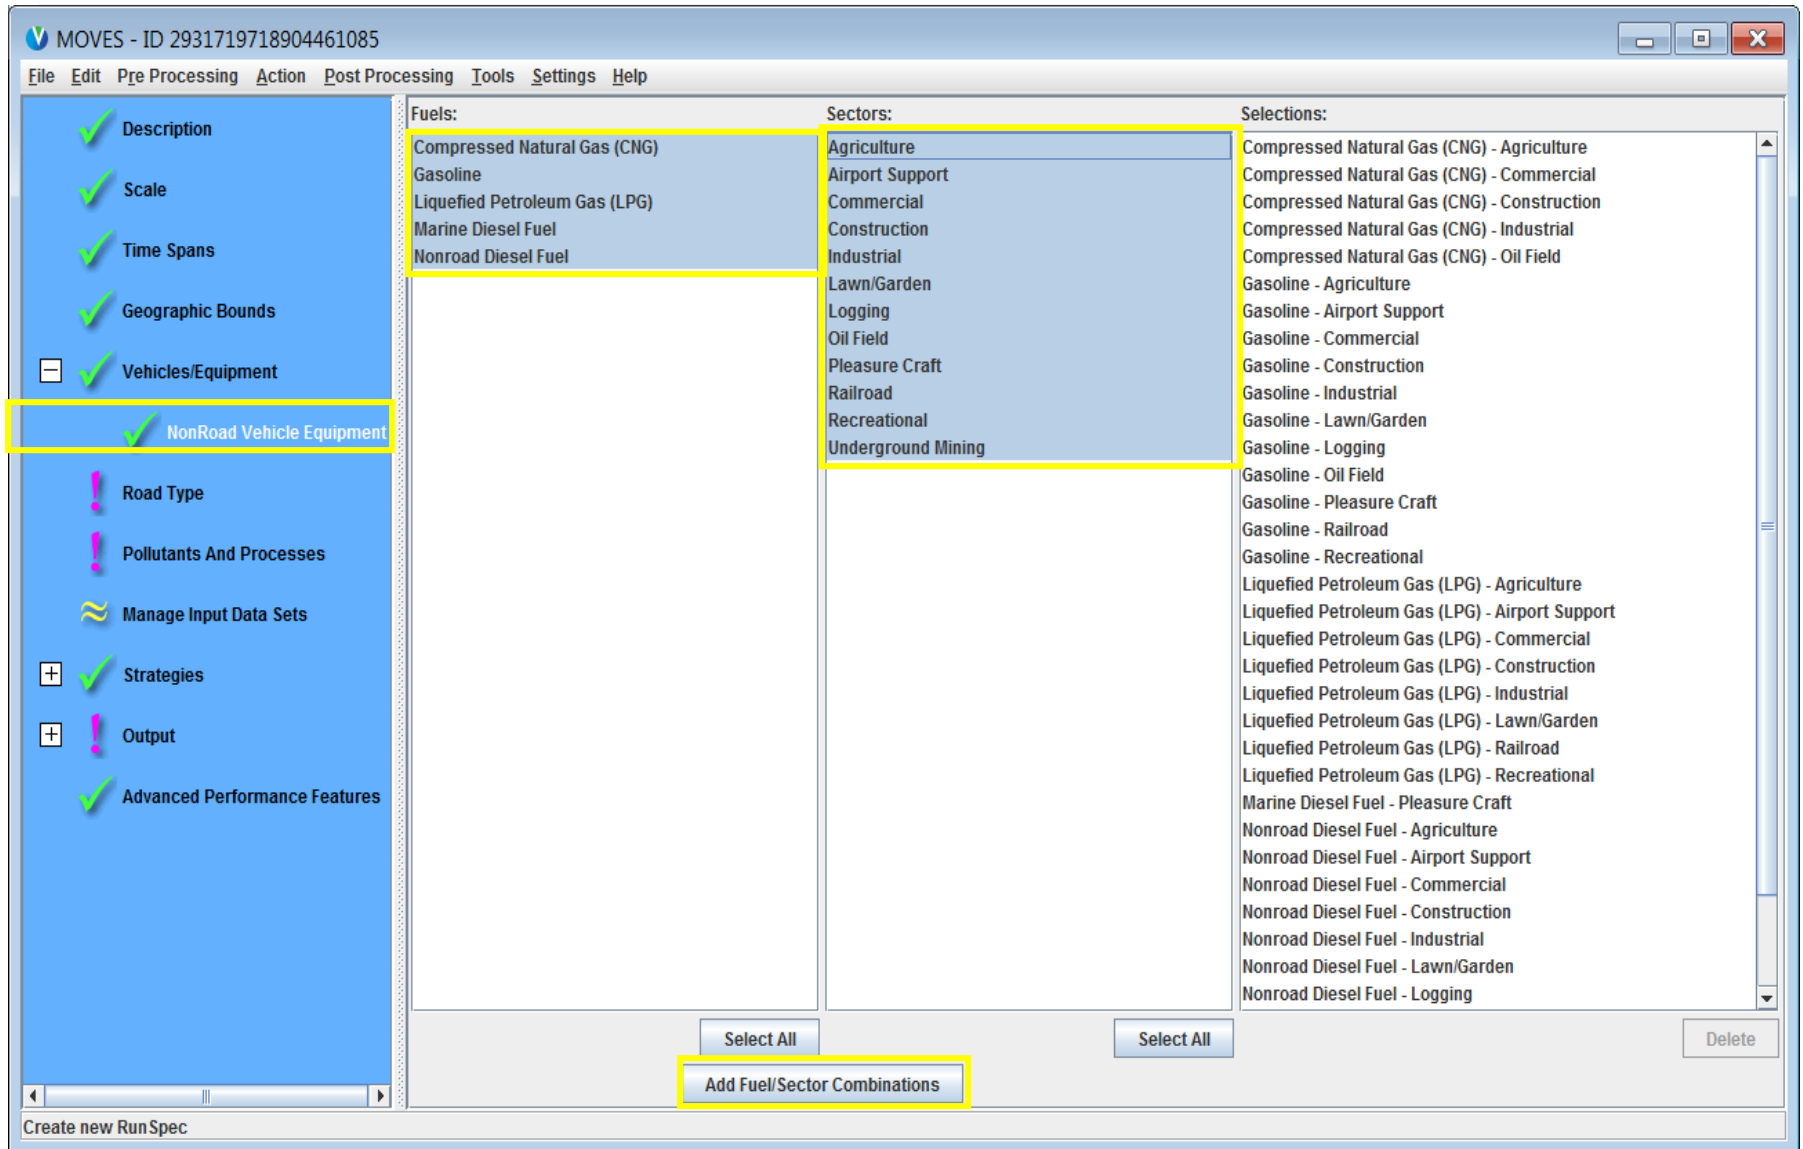 MOVES - ID 2931719718904461085
File Edit Pre Processing Action Post Processing Tools Settings Help
Description
Scale
Time Spans
Geographic Bounds
Vehicles/Equipment
NonRoad Vehicle Equipment
Road Type
Pollutants And Processes
Manage Input Data Sets
Strategies
Output
Advanced Performance Features
Fuels:
Compressed Natural Gas (CNG)
Gasoline
Liquefied Petroleum Gas (LPG)
Marine Diesel Fuel
Nonroad Diesel Fuel
Select All
Sectors:
Agriculture
Airport Support
Commercial
Construction
Industrial
Lawn/Garden
Logging
Oil Field
Pleasure Craft
Railroad
Recreational
Underground Mining
Select All
Selections:
Compressed Natural Gas (CNG) - Agriculture
Compressed Natural Gas (CNG) - Commercial
Compressed Natural Gas (CNG) - Construction
Compressed Natural Gas (CNG) - Industrial
Compressed Natural Gas (CNG) - Oil Field
Gasoline - Agriculture
Gasoline - Airport Support
Gasoline - Commercial
Gasoline - Construction
Gasoline - Industrial
Gasoline - Lawn/Garden
Gasoline - Logging
Gasoline - Oil Field
Gasoline - Pleasure Craft
Gasoline - Railroad
Gasoline - Recreational
Liquefied Petroleum Gas (LPG) - Agriculture
Liquefied Petroleum Gas (LPG) - Airport Support
Liquefied Petroleum Gas (LPG) - Commercial
Liquefied Petroleum Gas (LPG) - Construction
Liquefied Petroleum Gas (LPG) - Industrial
Liquefied Petroleum Gas (LPG) - Lawn/Garden
Liquefied Petroleum Gas (LPG) - Railroad
Liquefied Petroleum Gas (LPG) - Recreational
Marine Diesel Fuel - Pleasure Craft
Nonroad Diesel Fuel - Agriculture
Nonroad Diesel Fuel - Airport Support
Nonroad Diesel Fuel - Commercial
Nonroad Diesel Fuel - Construction
Nonroad Diesel Fuel - Industrial
Nonroad Diesel Fuel - Lawn/Garden
Nonroad Diesel Fuel - Logging
Delete
Add Fuel/Sector Combinations
Create new RunSpec